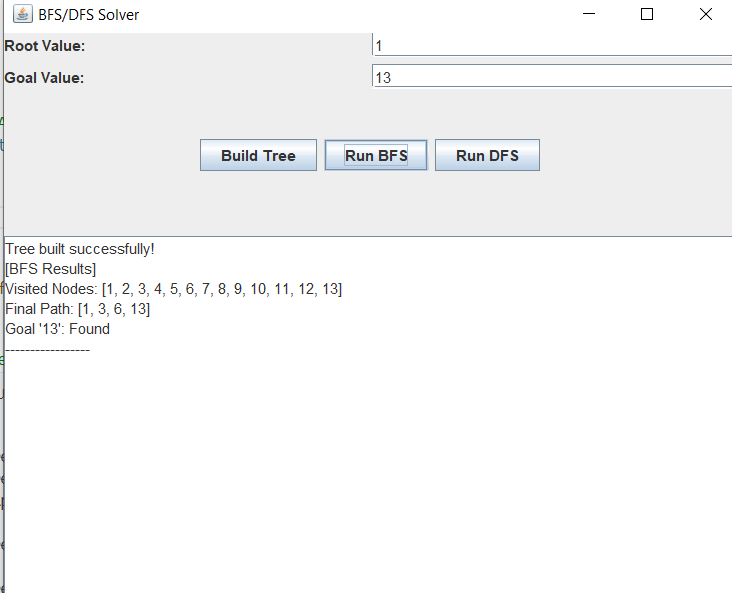 BFS/DFS Solver
Root Value: 1
Goal Value: 13
Build Tree Run BFS Run DFS
Tree built successfully!
[BFS Results]
Visited Nodes: [1, 2, 3, 4, 5, 6, 7, 8, 9, 10, 11, 12, 13]
Final Path: [1, 3, 6, 13]
Goal '13': Found
-----------------